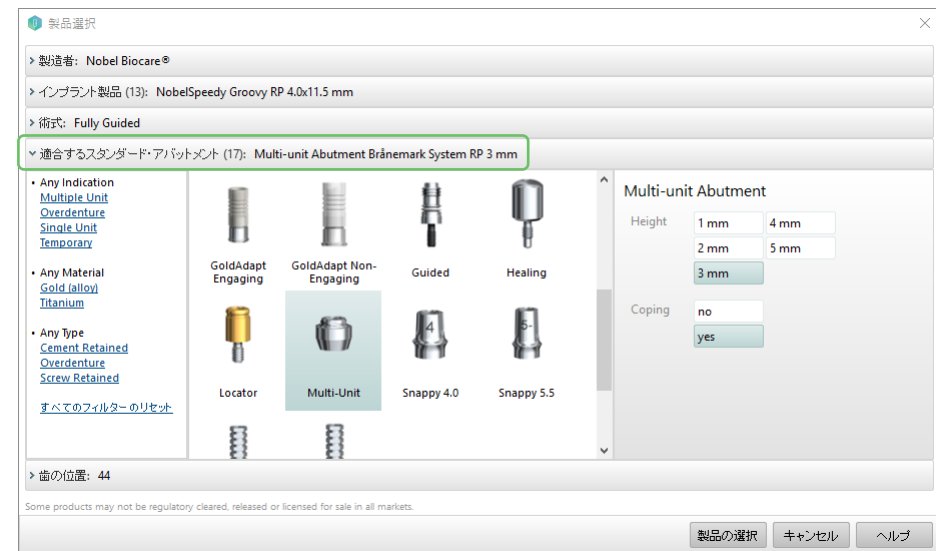 製品選択
製造者: Nobel Biocare®
インプラント製品 (13): NobelSpeedy Groovy RP 4.0x11.5 mm
術式: Fully Guided
適合するスタンダード・アバットメント (17): Multi-unit Abutment Brånemark System RP 3 mm
• Any Indication
Multiple Unit
Overdenture
Single Unit
Temporary
• Any Material
Gold (alloy)
Titanium
• Any Type
Cement Retained
Overdenture
Screw Retained
すべてのフィルターのリセット
GoldAdapt
Engaging
GoldAdapt Non-
Engaging
Guided
Healing
4
5-
Locator
Multi-Unit
Snappy 4.0
Snappy 5.5
Multi-unit Abutment
Height
1 mm
4 mm
2 mm
5 mm
3 mm
Coping
no
yes
歯の位置: 44
Some products may not be regulatory cleared, released or licensed for sale in all markets.
製品の選択
キャンセル
ヘルプ